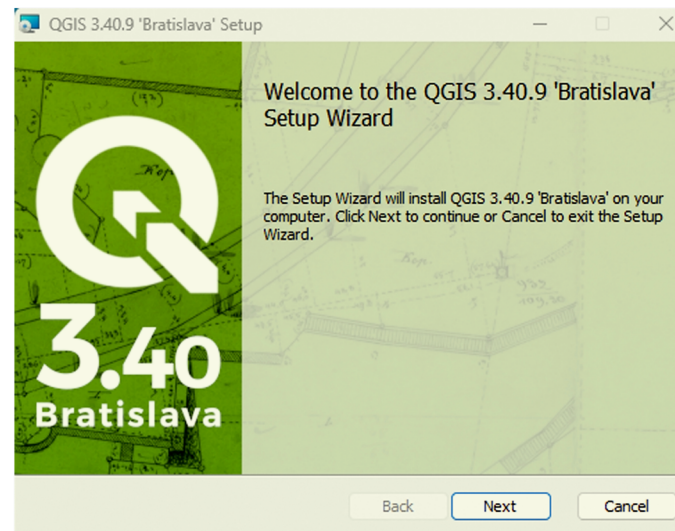 QGIS 3.40.9 'Bratislava' Setup
Welcome to the QGIS 3.40.9 'Bratislava'
Setup Wizard
The Setup Wizard will install QGIS 3.40.9 'Bratislava' on your
computer. Click Next to continue or Cancel to exit the Setup
Wizard.
3.40
Bratislava
Back Next Cancel